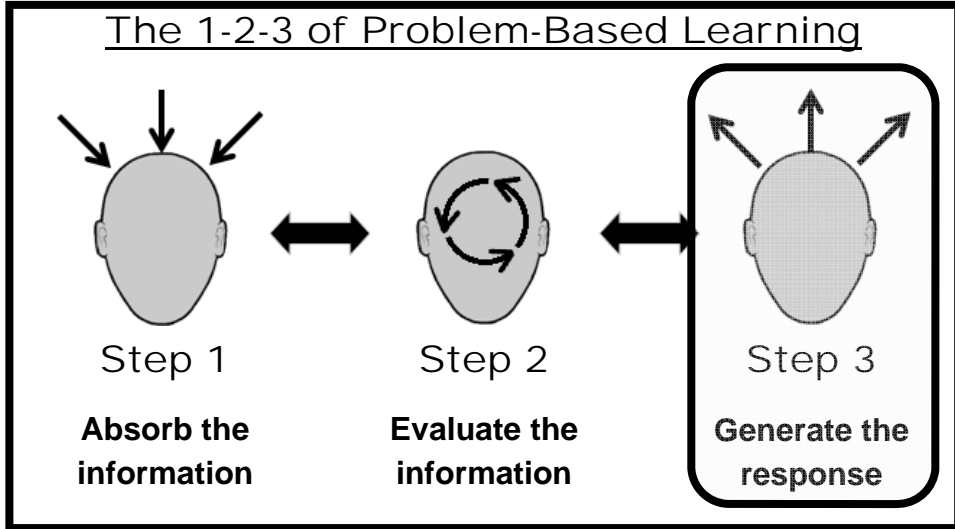 The 1-2-3 of Problem-Based Learning
Step 1
Step 2
Step 3
Absorb the
information
Evaluate the
information
Generate the
response